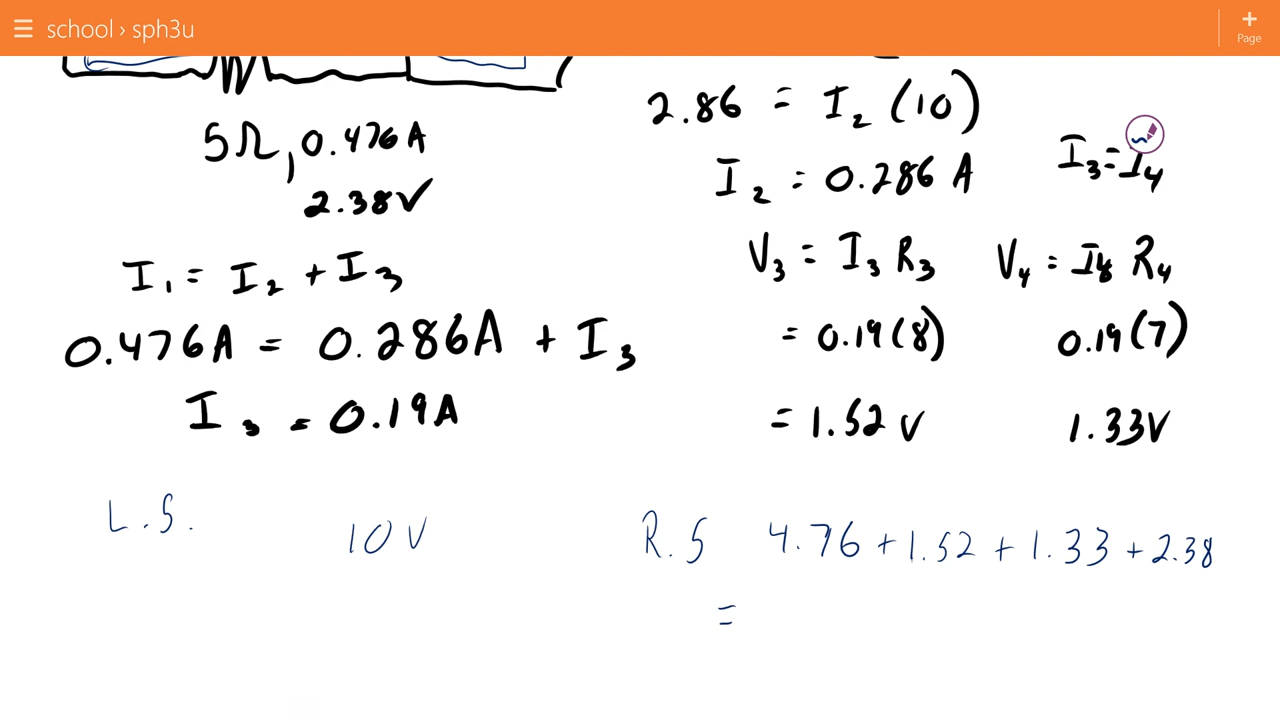 school › sph3u
Page
5Ω, 0.476A
2.38V
I₁ = I₂ + I₃
0.476A = 0.286A + I₃
I₃ = 0.19A
2.86 = I₂ (10)
I₂ = 0.286 A
I₃ = I₄
V₃ = I₃ R₃
= 0.19(8)
= 1.52 V
V₄ = I₄ R₄
0.19(7)
1.33V
L.S. 10 V
R.S 4.76 + 1.52 + 1.33 + 2.38
=